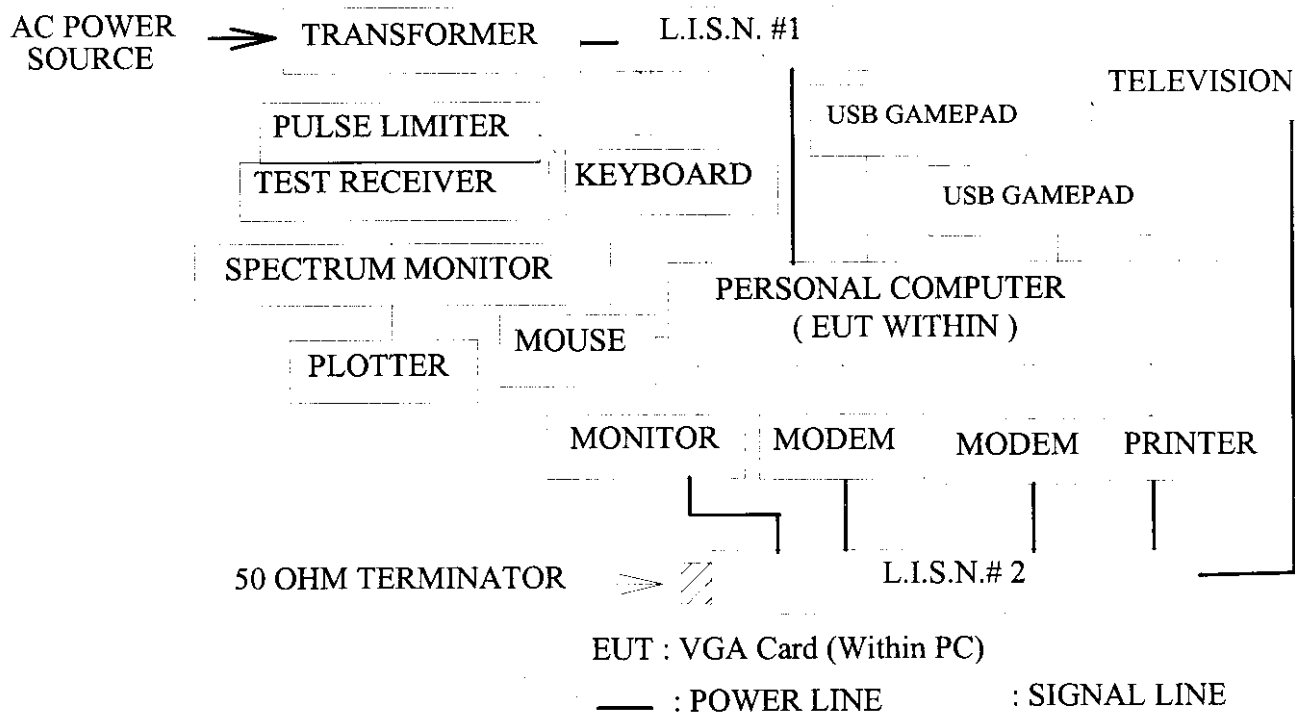 AC POWER
SOURCE
TRANSFORMER
L.I.S.N. #1
TELEVISION
PULSE LIMITER
USB GAMEPAD
TEST RECEIVER
KEYBOARD
USB GAMEPAD
SPECTRUM MONITOR
PERSONAL COMPUTER
( EUT WITHIN )
MOUSE
PLOTTER
MONITOR
MODEM
MODEM
PRINTER
50 OHM TERMINATOR
L.I.S.N.# 2
EUT : VGA Card (Within PC)
: POWER LINE
: SIGNAL LINE